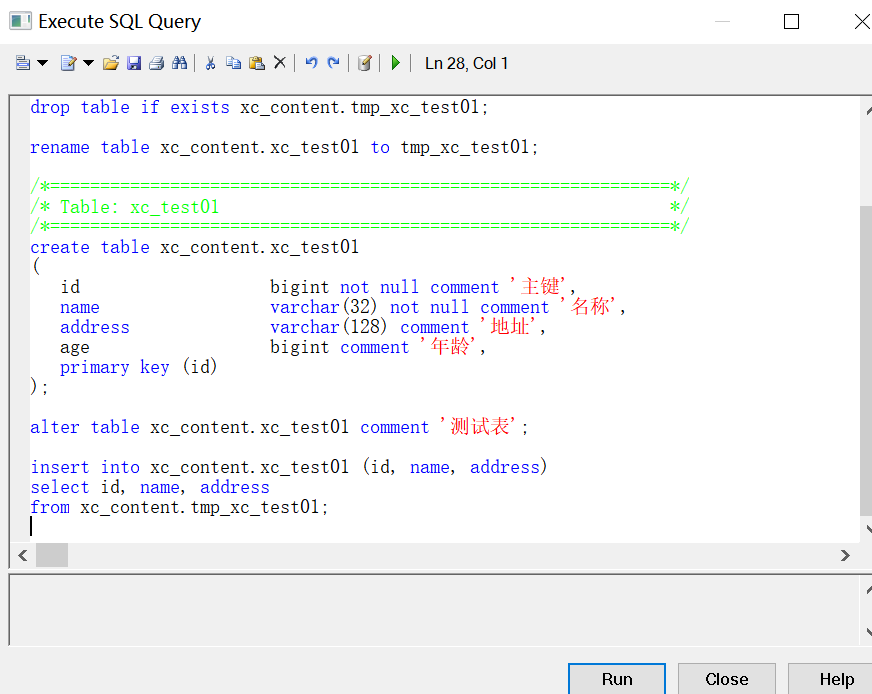 Execute SQL Query
Ln 28, Col 1
drop table if exists xc_content.tmp_xc_test01;
rename table xc_content.xc_test01 to tmp_xc_test01;
/*==============================================================*/
/* Table: xc_test01                                             */
/*==============================================================*/
create table xc_content.xc_test01
(
   id                   bigint not null comment '主键',
   name                 varchar(32) not null comment '名称',
   address              varchar(128) comment '地址',
   age                  bigint comment '年龄',
   primary key (id)
);
alter table xc_content.xc_test01 comment '测试表';
insert into xc_content.xc_test01 (id, name, address)
select id, name, address
from xc_content.tmp_xc_test01;
Run Close Help